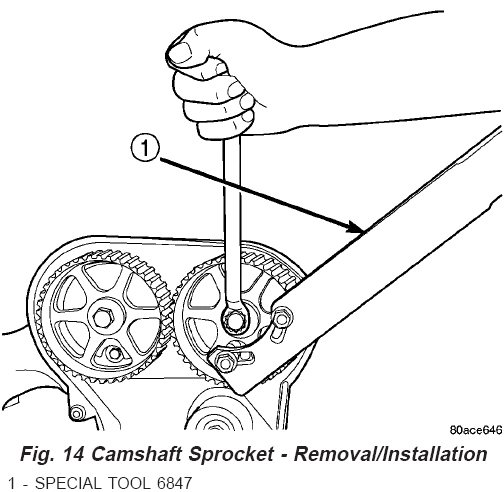 1
80ace646
Fig. 14 Camshaft Sprocket - Removal/Installation
1 - SPECIAL TOOL 6847